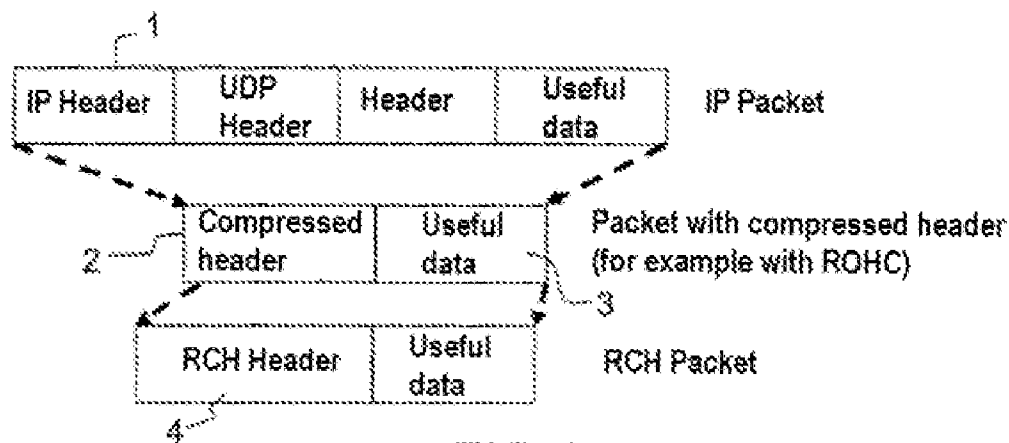 1
IP Header
UDP
Header
Header
Useful
data
IP Packet
2
Compressed
header
Useful
data
3
Packet with compressed header
(for example with ROHC)
RCH Header
Useful
data
RCH Packet
4